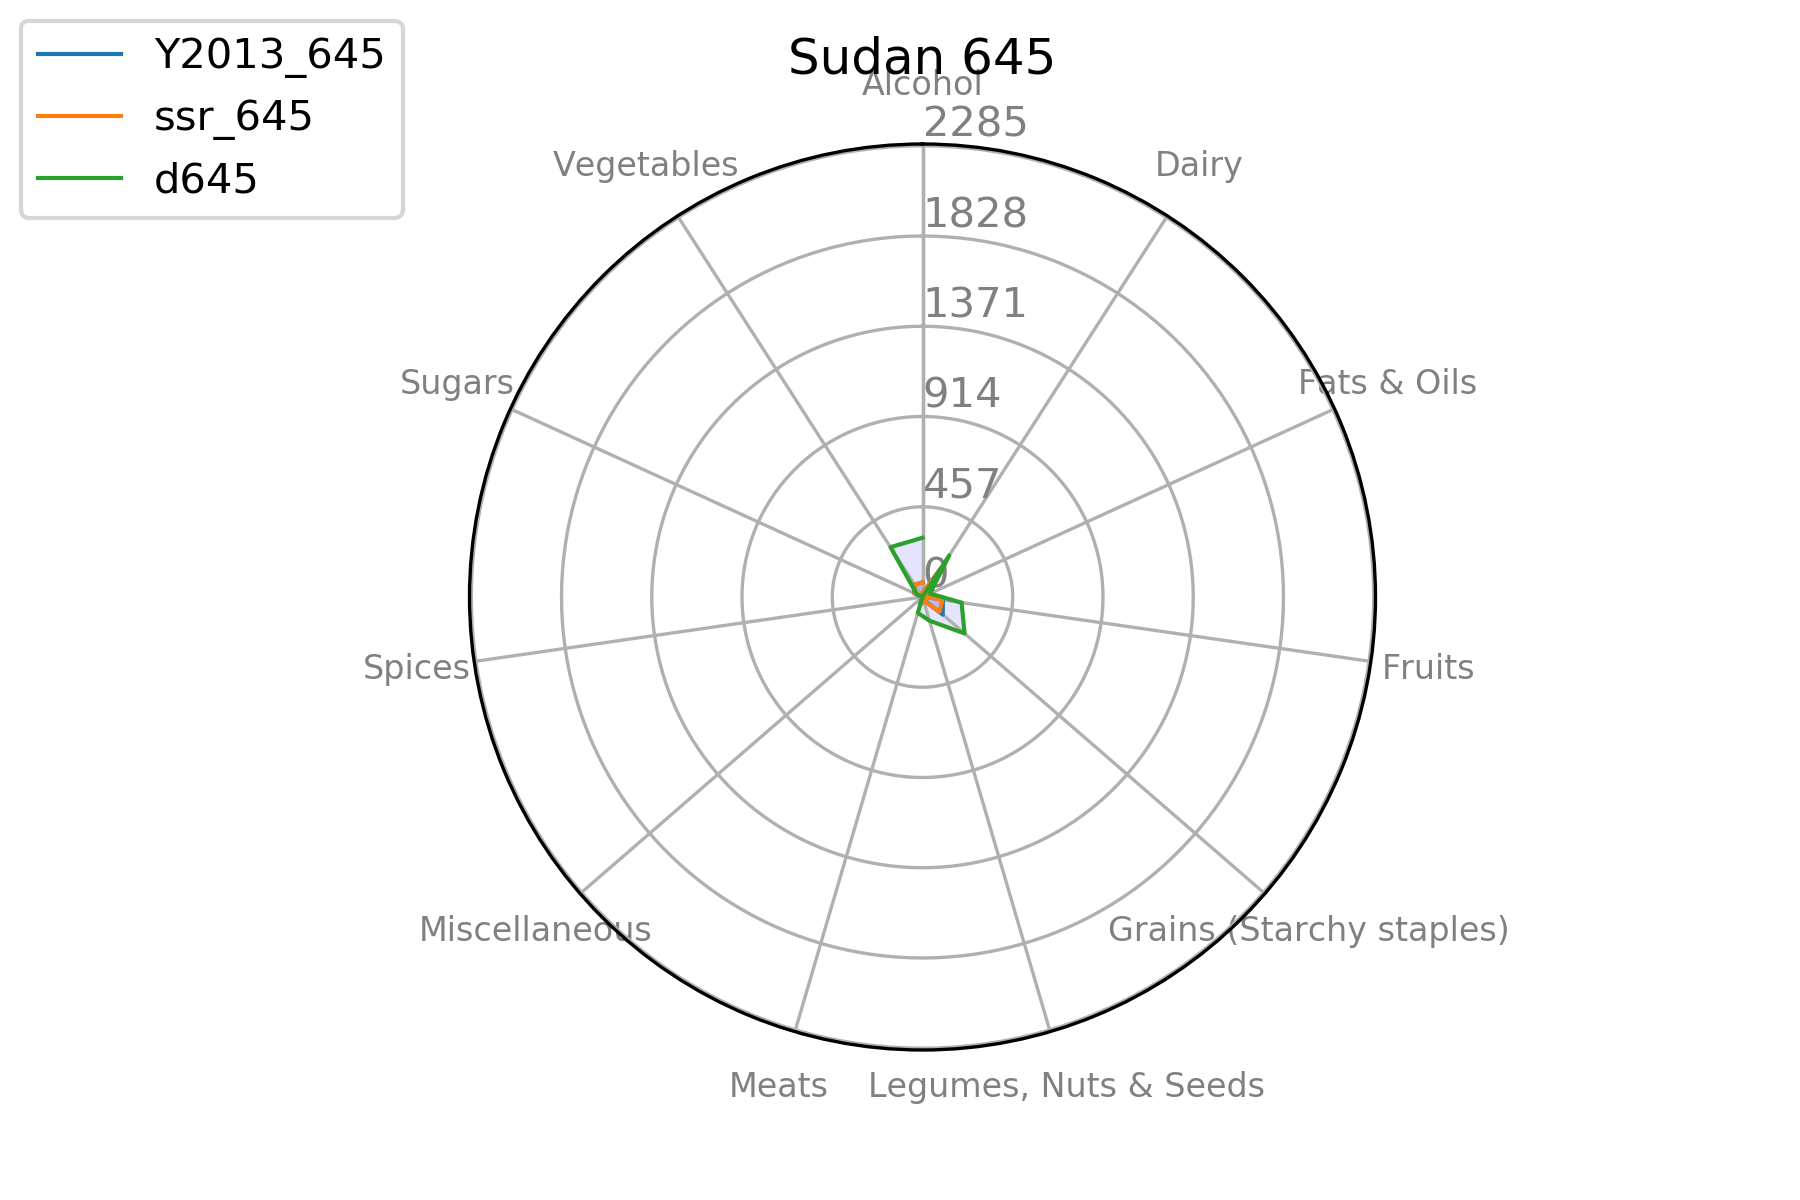 Y2013_645
ssr_645
d645
Sudan 645
Alcohol
2285
Vegetables
Dairy
1828
1371
Sugars
Fats & Oils
914
457
0
Spices
Fruits
Miscellaneous
Grains (Starchy staples)
Meats
Legumes, Nuts & Seeds